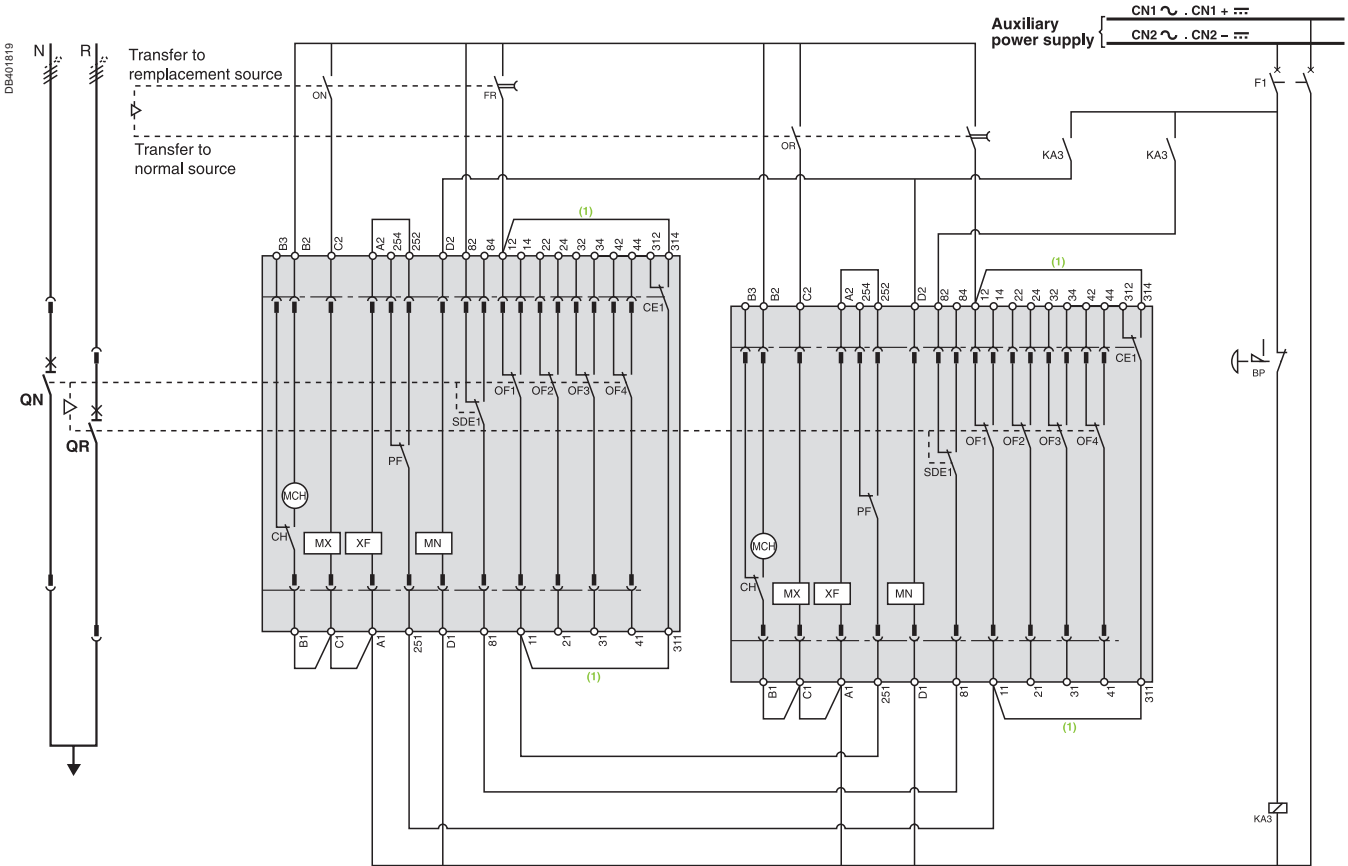 CN1 ∿ . CN1 + ⎓
Auxiliary
power supply
CN2 ∿ . CN2 – ⎓
DB401819
N
R
Transfer to
remplacement source
ON
FR
F1
Transfer to
normal source
OR
KA3
KA3
(1)
B3
B2
C2
A2
254
252
D2
82
84
12
14
22
24
32
34
42
44
312
314
(1)
B3
B2
C2
A2
254
252
D2
82
84
12
14
22
24
32
34
42
44
312
314
CE1
CE1
BP
QN
OF1
OF2
OF3
OF4
SDE1
QR
PF
OF1
OF2
OF3
OF4
SDE1
MCH
PF
CH
MX
XF
MN
MCH
CH
MX
XF
MN
B1
C1
A1
251
D1
81
11
21
31
41
311
(1)
B1
C1
A1
251
D1
81
11
21
31
41
311
(1)
KA3